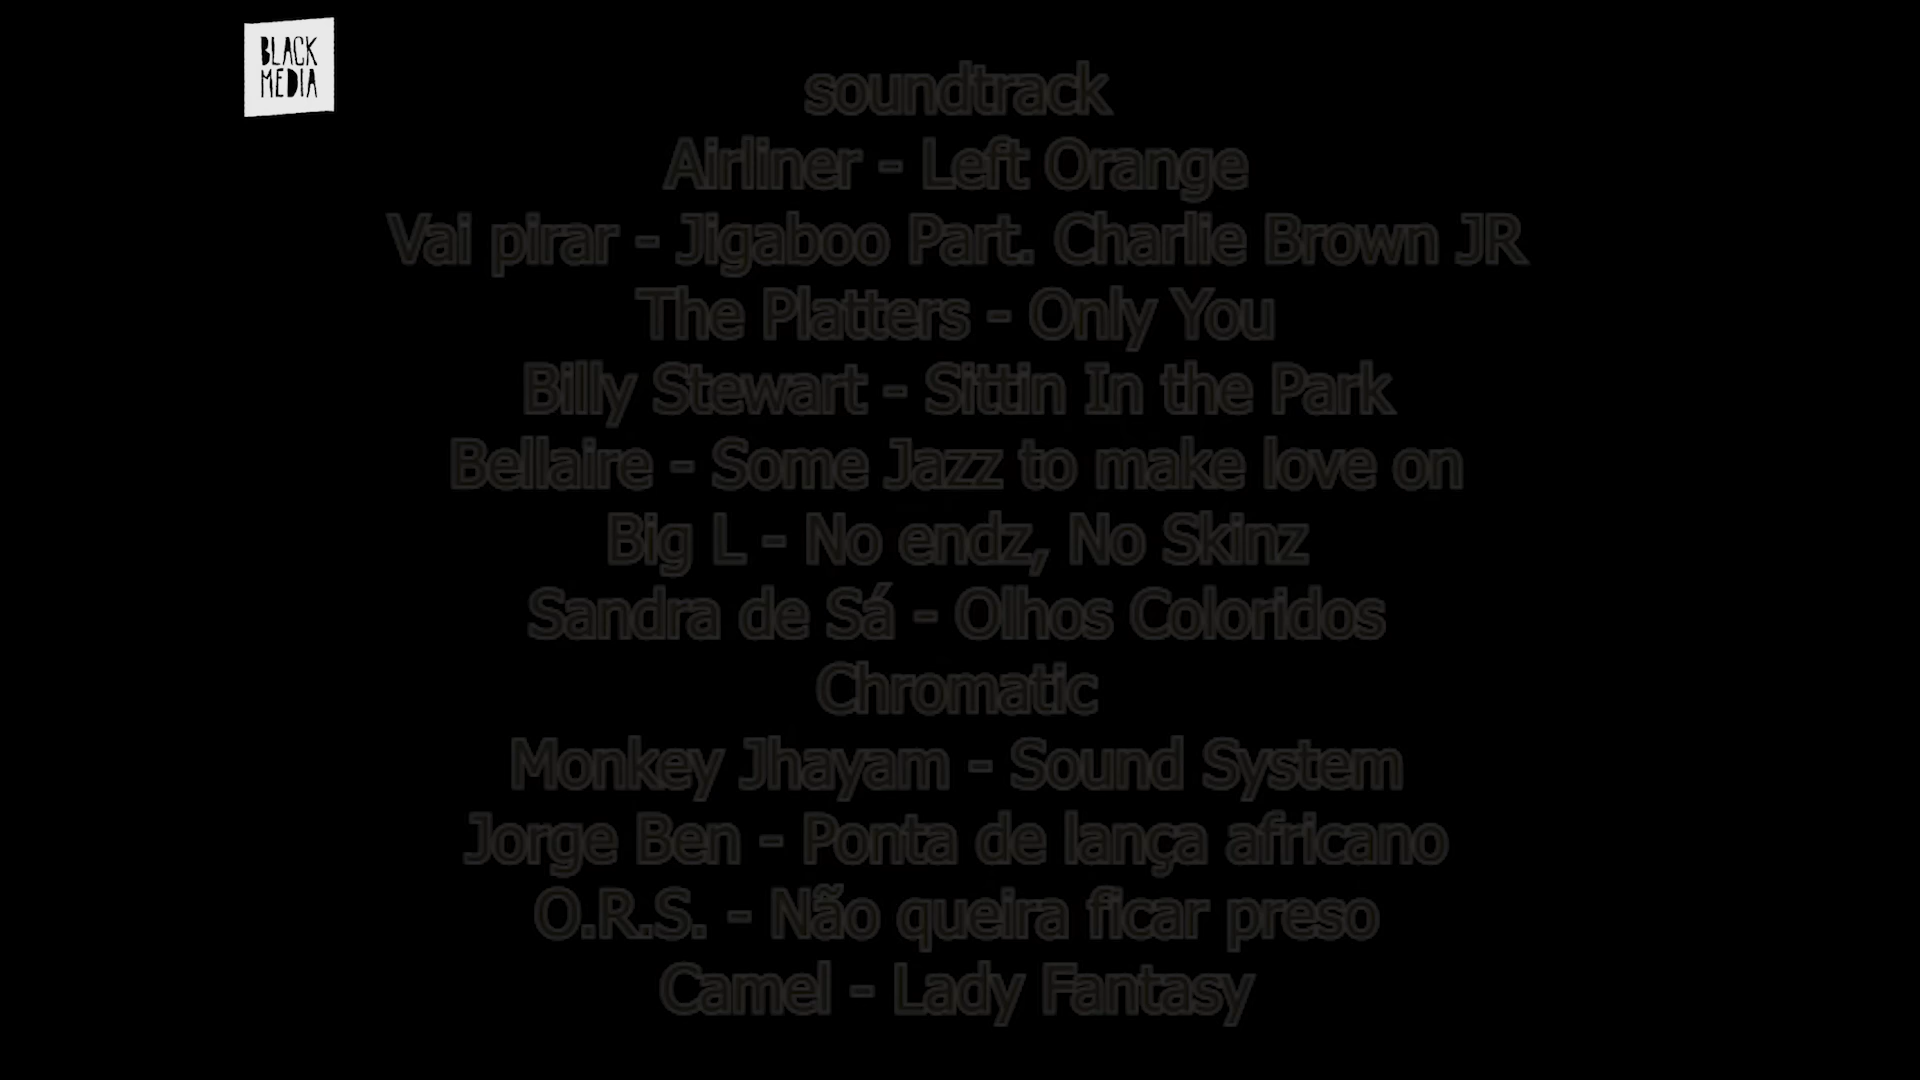 BLACK
MEDIA
soundtrack
Airliner - Left Orange
Vai pirar - Jigaboo Part. Charlie Brown JR
The Platters - Only You
Billy Stewart - Sittin In the Park
Bellaire - Some Jazz to make love on
Big L - No endz, No Skinz
Sandra de Sá - Olhos Coloridos
Chromatic
Monkey Jhayam - Sound System
Jorge Ben - Ponta de lança africano
O.R.S. - Não queira ficar preso
Camel - Lady Fantasy